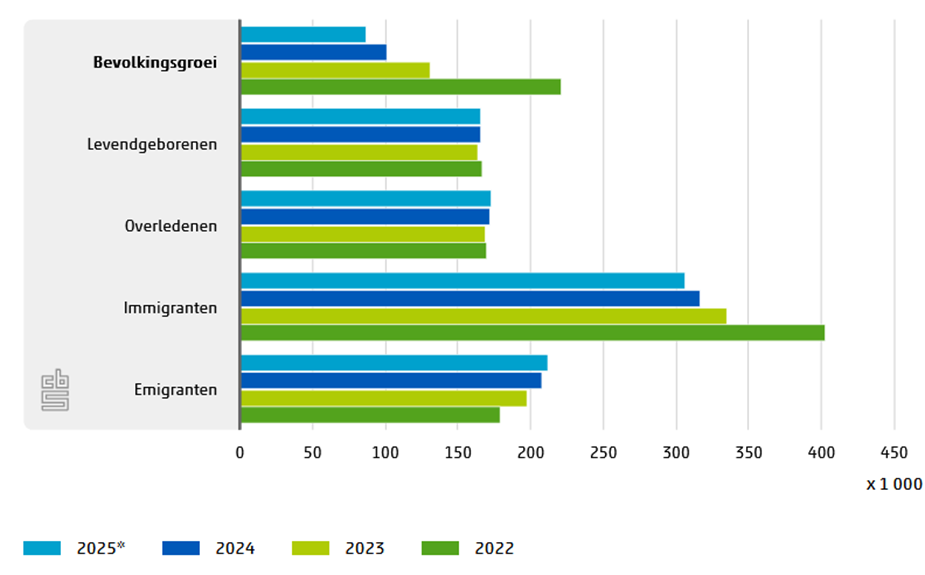 Bevolkingsgroei
Levendgeborenen
Overledenen
Immigranten
Emigranten
cbs
0 50 100 150 200 250 300 350 400 450
x 1 000
2025* 2024 2023 2022